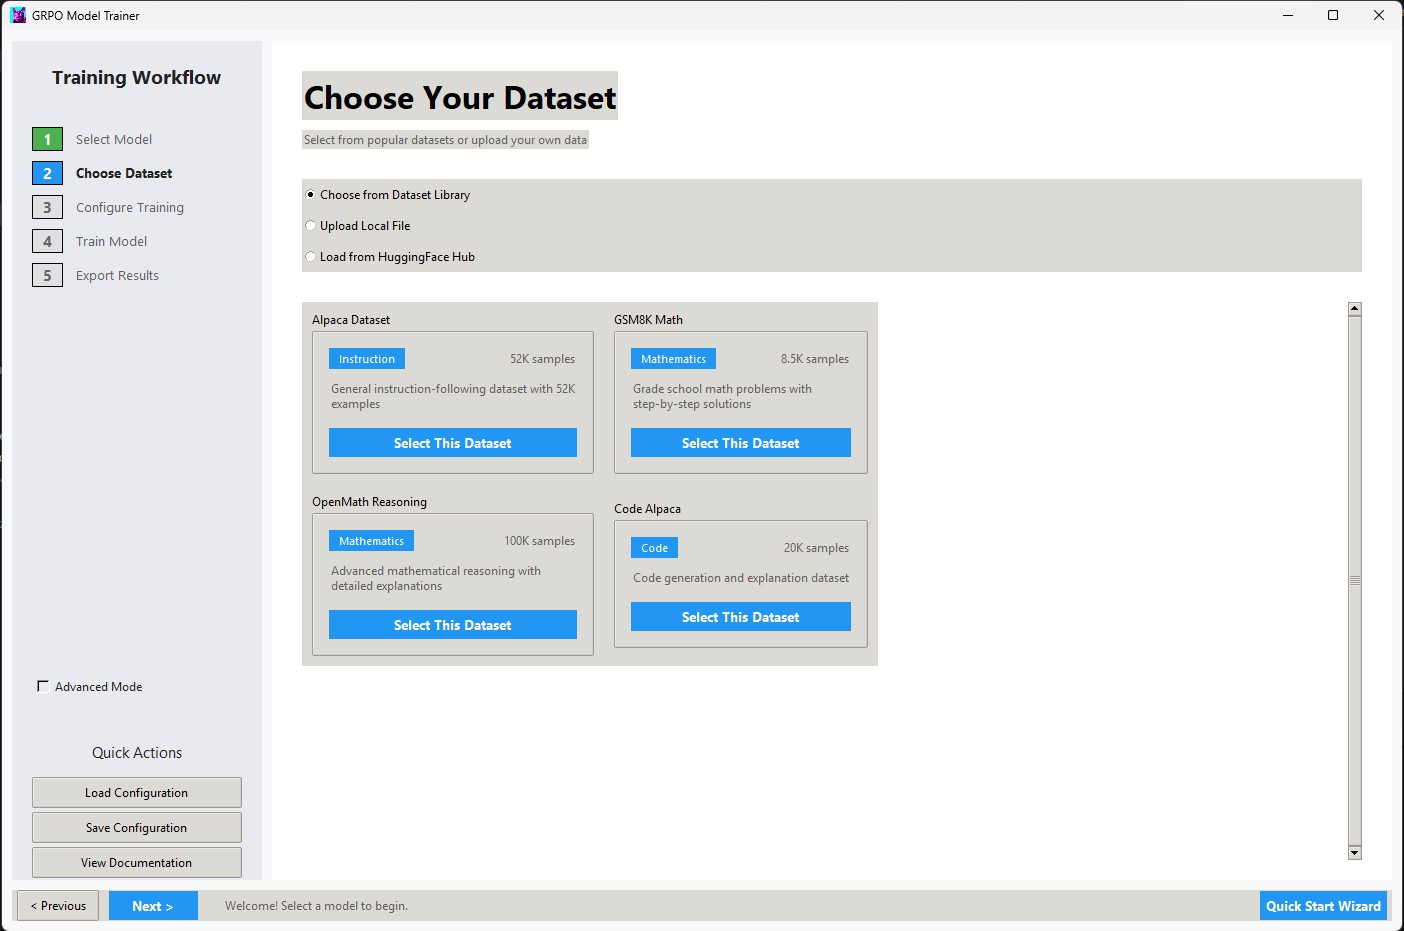 GRPO Model Trainer
Training Workflow
1 Select Model
2 Choose Dataset
3 Configure Training
4 Train Model
5 Export Results
Advanced Mode
Quick Actions
Load Configuration
Save Configuration
View Documentation
Choose Your Dataset
Select from popular datasets or upload your own data
Choose from Dataset Library
Upload Local File
Load from HuggingFace Hub
Alpaca Dataset
Instruction 52K samples
General instruction-following dataset with 52K
examples
Select This Dataset
GSM8K Math
Mathematics 8.5K samples
Grade school math problems with
step-by-step solutions
Select This Dataset
OpenMath Reasoning
Mathematics 100K samples
Advanced mathematical reasoning with
detailed explanations
Select This Dataset
Code Alpaca
Code 20K samples
Code generation and explanation dataset
Select This Dataset
< Previous
Next >
Welcome! Select a model to begin.
Quick Start Wizard